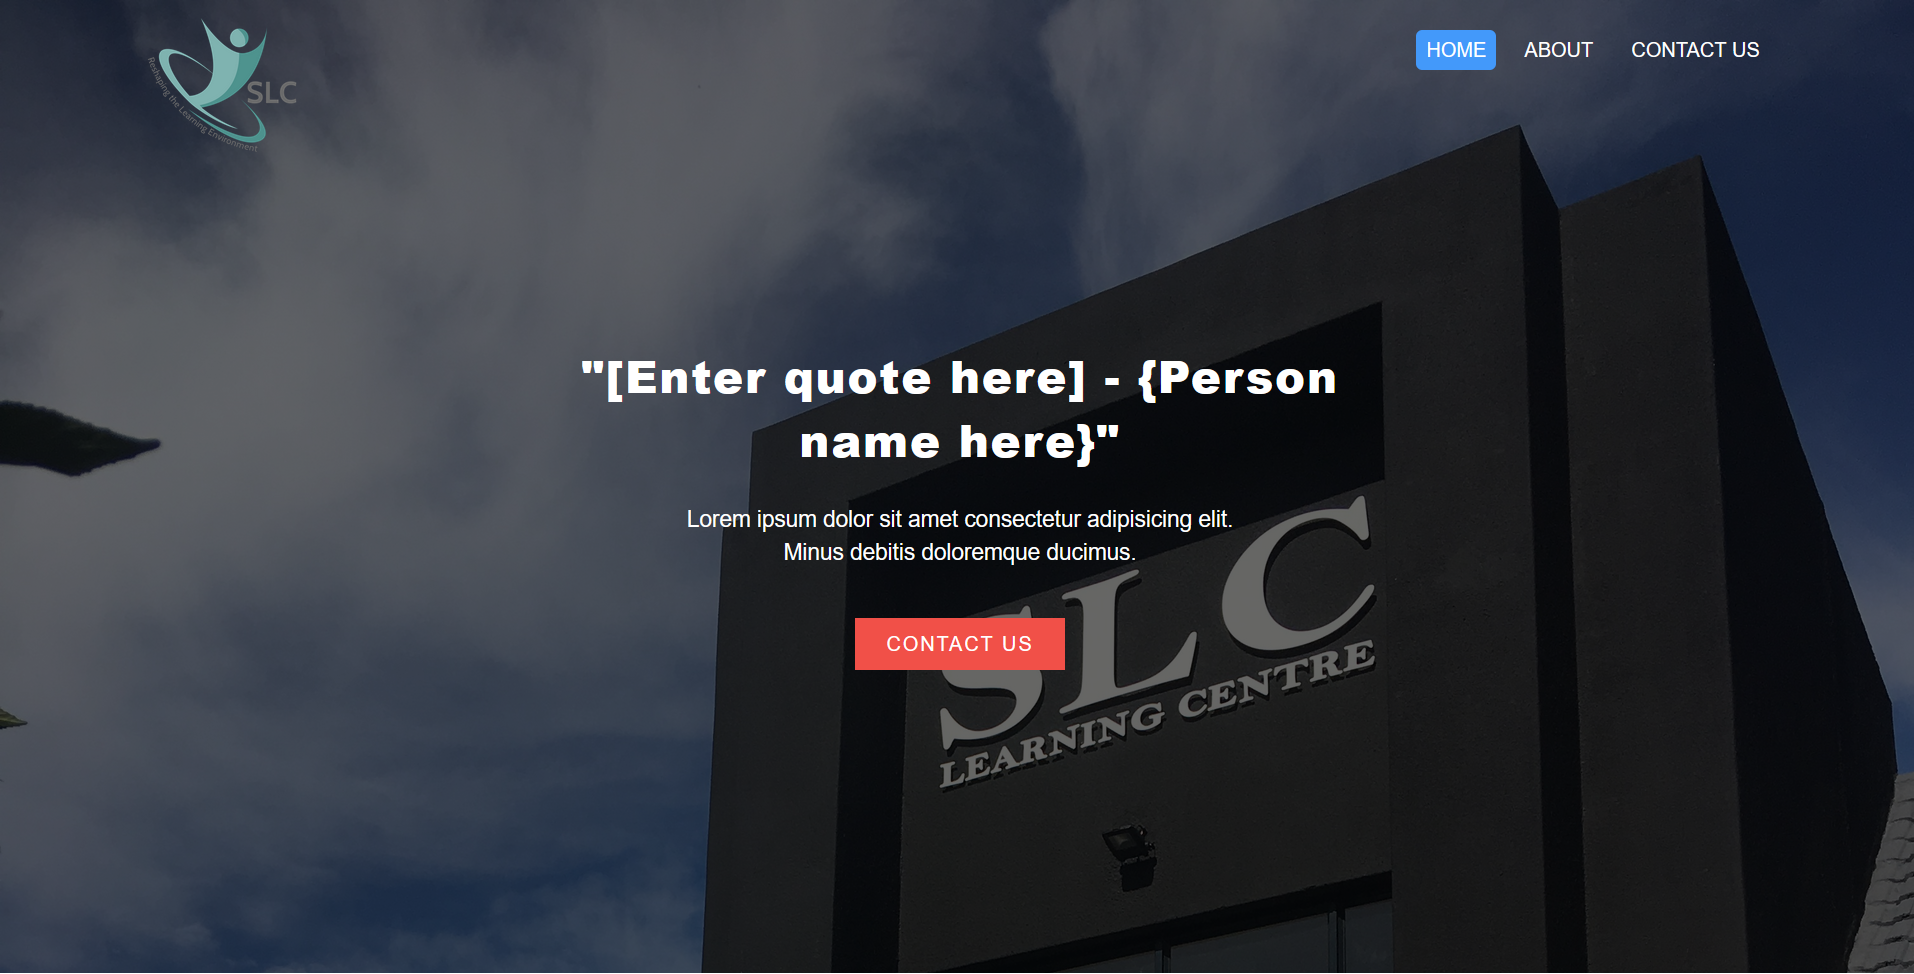 SLC
Reshaping the Learning Environment
HOME
ABOUT
CONTACT US
"[Enter quote here] - {Person
name here}"
Lorem ipsum dolor sit amet consectetur adipisicing elit.
Minus debitis doloremque ducimus.
CONTACT US
SLC
LEARNING CENTRE